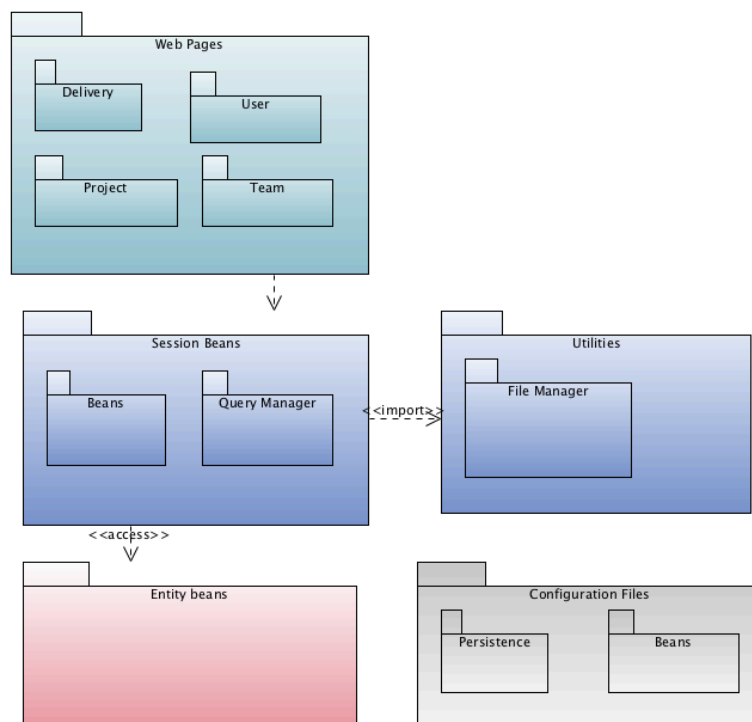 Web Pages
Delivery
User
Project
Team
Session Beans
Utilities
Beans
Query Manager
File Manager
<<import>>
<<access>>
Entity beans
Configuration Files
Persistence
Beans